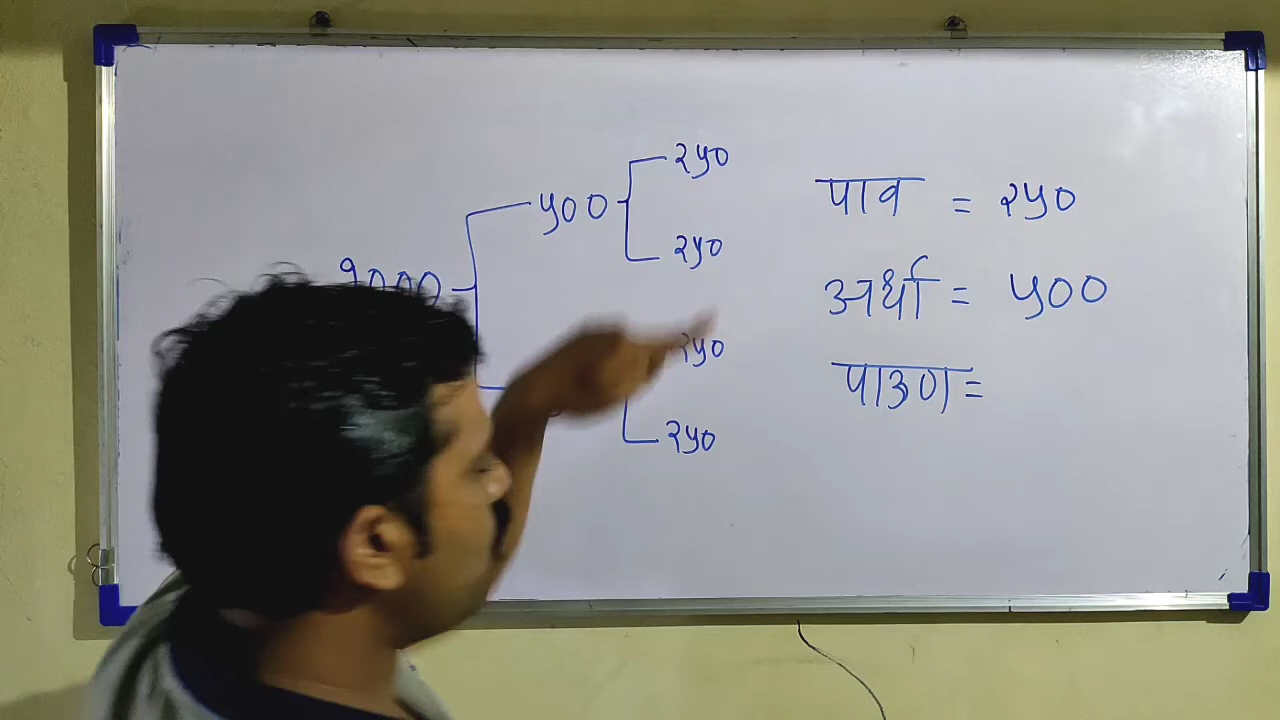 १००० ५०० २५०
२५०
२५०
२५०
पाव = २५०
अर्धा = ५००
पाऊण =